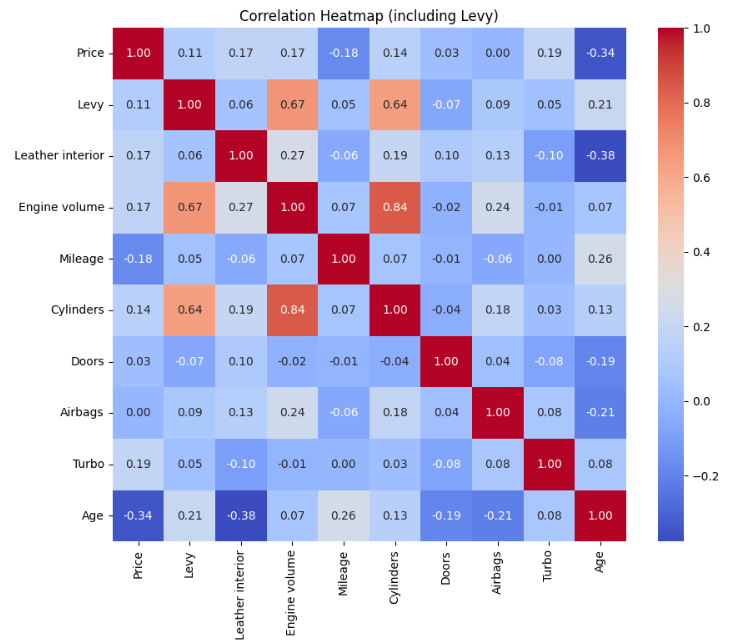 Correlation Heatmap (including Levy)
Price 1.00 0.11 0.17 0.17 -0.18 0.14 0.03 0.00 0.19 -0.34
Levy 0.11 1.00 0.06 0.67 0.05 0.64 -0.07 0.09 0.05 0.21
Leather interior 0.17 0.06 1.00 0.27 -0.06 0.19 0.10 0.13 -0.10 -0.38
Engine volume 0.17 0.67 0.27 1.00 0.07 0.84 -0.02 0.24 -0.01 0.07
Mileage -0.18 0.05 -0.06 0.07 1.00 0.07 -0.01 -0.06 0.00 0.26
Cylinders 0.14 0.64 0.19 0.84 0.07 1.00 -0.04 0.18 0.03 0.13
Doors 0.03 -0.07 0.10 -0.02 -0.01 -0.04 1.00 0.04 -0.08 -0.19
Airbags 0.00 0.09 0.13 0.24 -0.06 0.18 0.04 1.00 0.08 -0.21
Turbo 0.19 0.05 -0.10 -0.01 0.00 0.03 -0.08 0.08 1.00 0.08
Age -0.34 0.21 -0.38 0.07 0.26 0.13 -0.19 -0.21 0.08 1.00
Price
Levy
Leather interior
Engine volume
Mileage
Cylinders
Doors
Airbags
Turbo
Age
1.0
0.8
0.6
0.4
0.2
0.0
−0.2